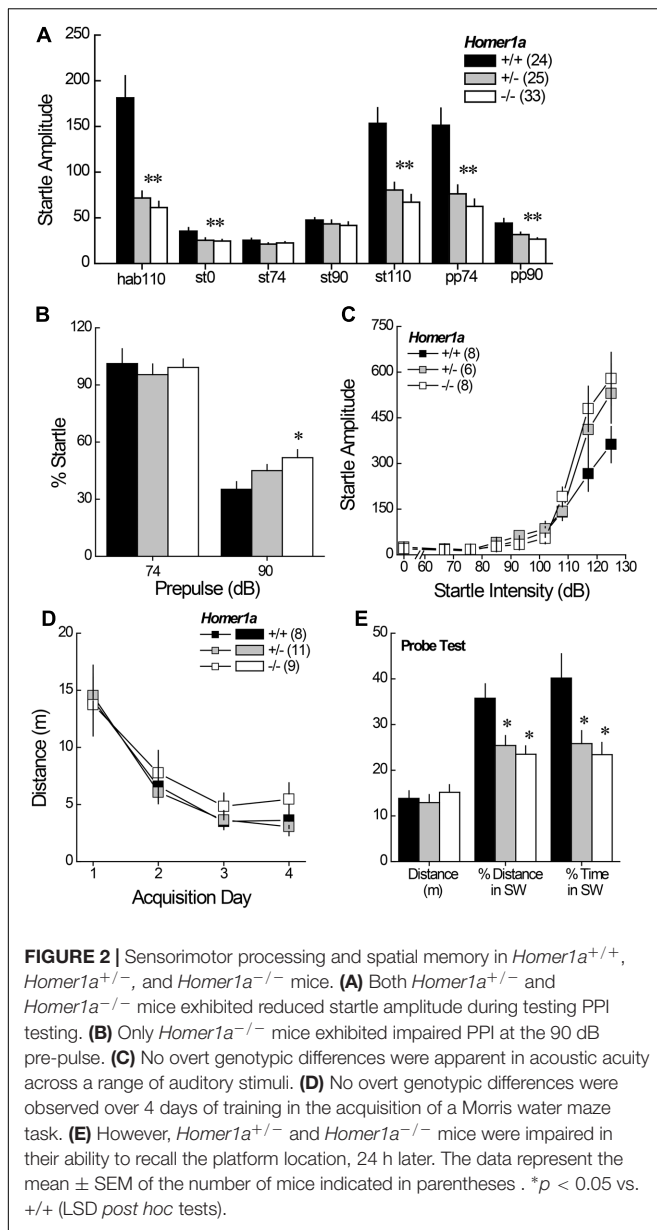 A
Homer1a
+/+ (24)
+/- (25)
-/- (33)
Startle Amplitude
250
200
150
100
50
0
**
**
**
**
**
hab110 st0 st74 st90 st110 pp74 pp90
B
% Startle
120
90
60
30
0
*
74 90
Prepulse (dB)
C
Homer1a
+/+ (8)
+/- (6)
-/- (8)
Startle Amplitude
750
600
450
300
150
0
0 60 70 80 90 100 110 120 130
Startle Intensity (dB)
D
Homer1a
+/+ (8)
+/- (11)
-/- (9)
Distance (m)
20
15
10
5
0
1 2 3 4
Acquisition Day
E
Probe Test
50
40
30
20
10
0
* *
* *
Distance (m) % Distance in SW % Time in SW
FIGURE 2 | Sensorimotor processing and spatial memory in Homer1a+/+,
Homer1a+/−, and Homer1a−/− mice. (A) Both Homer1a+/− and
Homer1a−/− mice exhibited reduced startle amplitude during testing PPI
testing. (B) Only Homer1a−/− mice exhibited impaired PPI at the 90 dB
pre-pulse. (C) No overt genotypic differences were apparent in acoustic acuity
across a range of auditory stimuli. (D) No overt genotypic differences were
observed over 4 days of training in the acquisition of a Morris water maze
task. (E) However, Homer1a+/− and Homer1a−/− mice were impaired in
their ability to recall the platform location, 24 h later. The data represent the
mean ± SEM of the number of mice indicated in parentheses . *p < 0.05 vs.
+/+ (LSD post hoc tests).